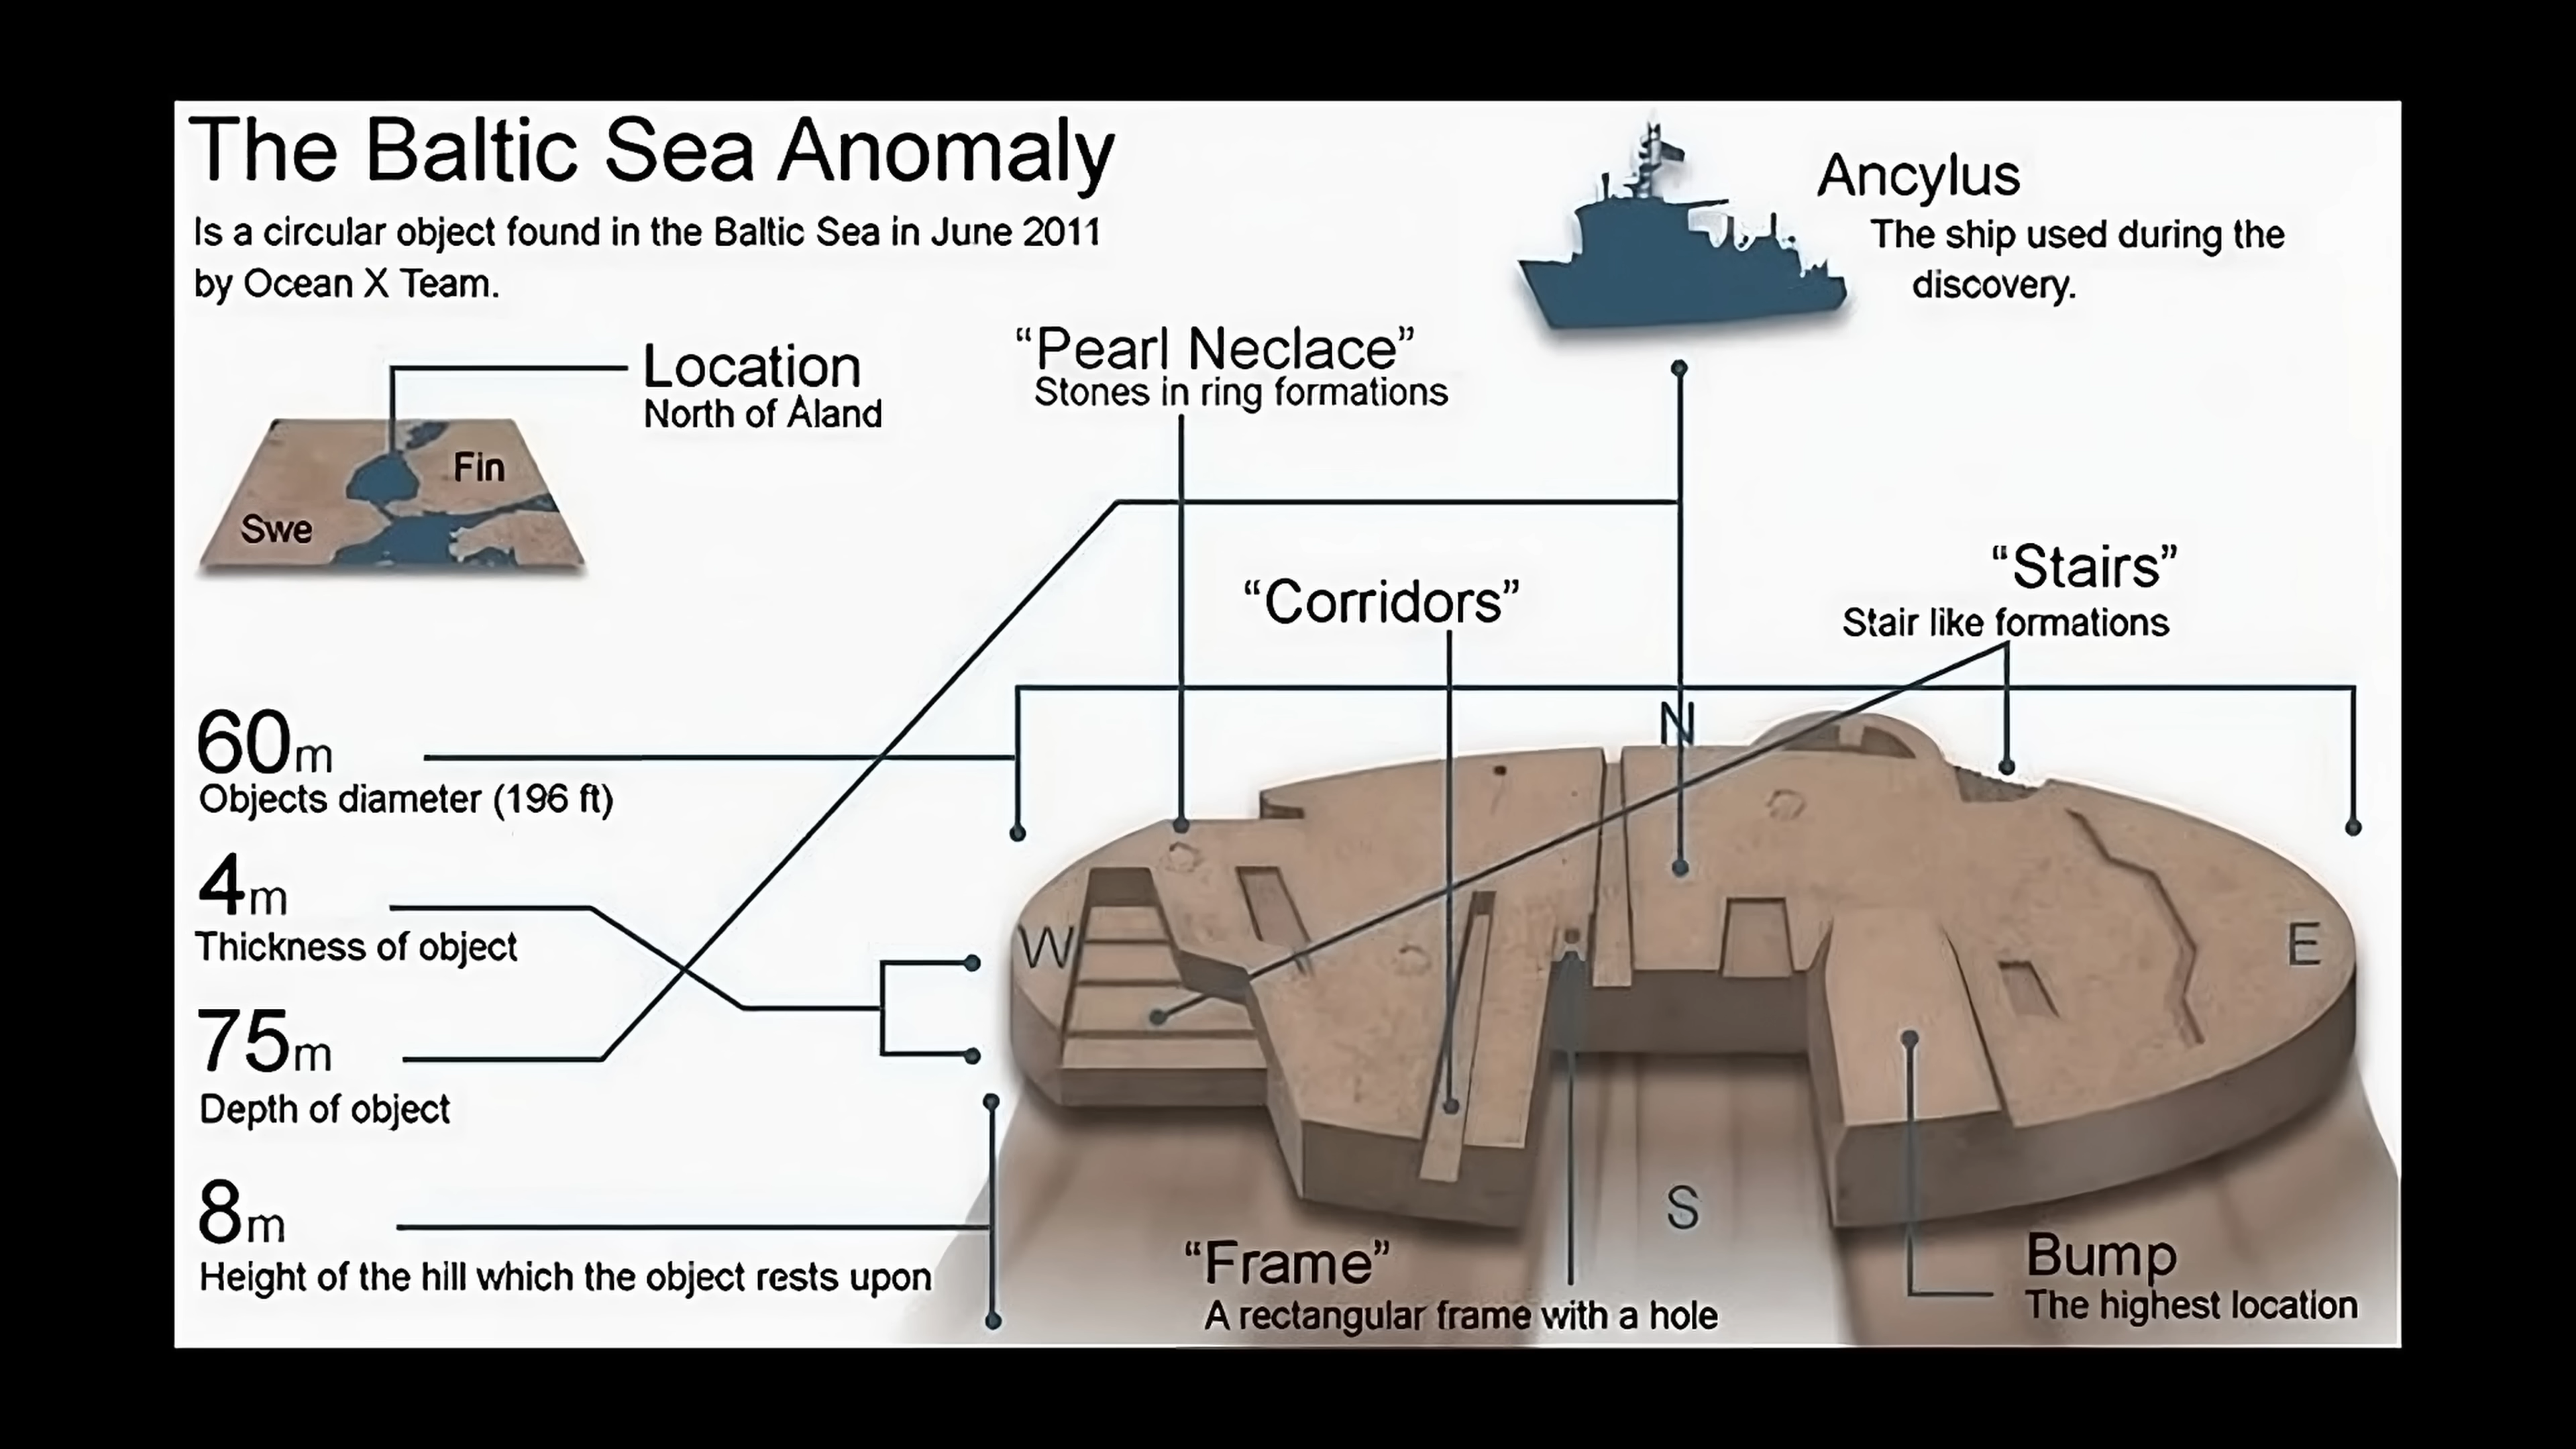 The Baltic Sea Anomaly
Is a circular object found in the Baltic Sea in June 2011
by Ocean X Team.
Ancylus
The ship used during the
discovery.
Location
North of Åland
Fin
Swe
“Pearl Neclace”
Stones in ring formations
“Corridors”
“Stairs”
Stair like formations
60m
Objects diameter (196 ft)
4m
Thickness of object
75m
Depth of object
8m
Height of the hill which the object rests upon
N
W
E
S
“Frame”
A rectangular frame with a hole
Bump
The highest location